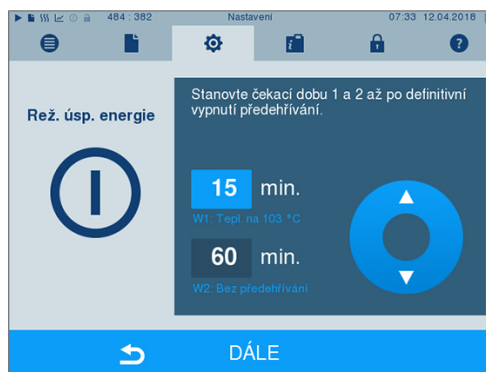 484 : 382 Nastavení 07:33 12.04.2018
Rež. úsp. energie
Stanovte čekací dobu 1 a 2 až po definitivní
vypnutí předehřívání.
15 min.
W1: Tepl. na 103 °C
60 min.
W2: Bez předehřívání
DÁLE